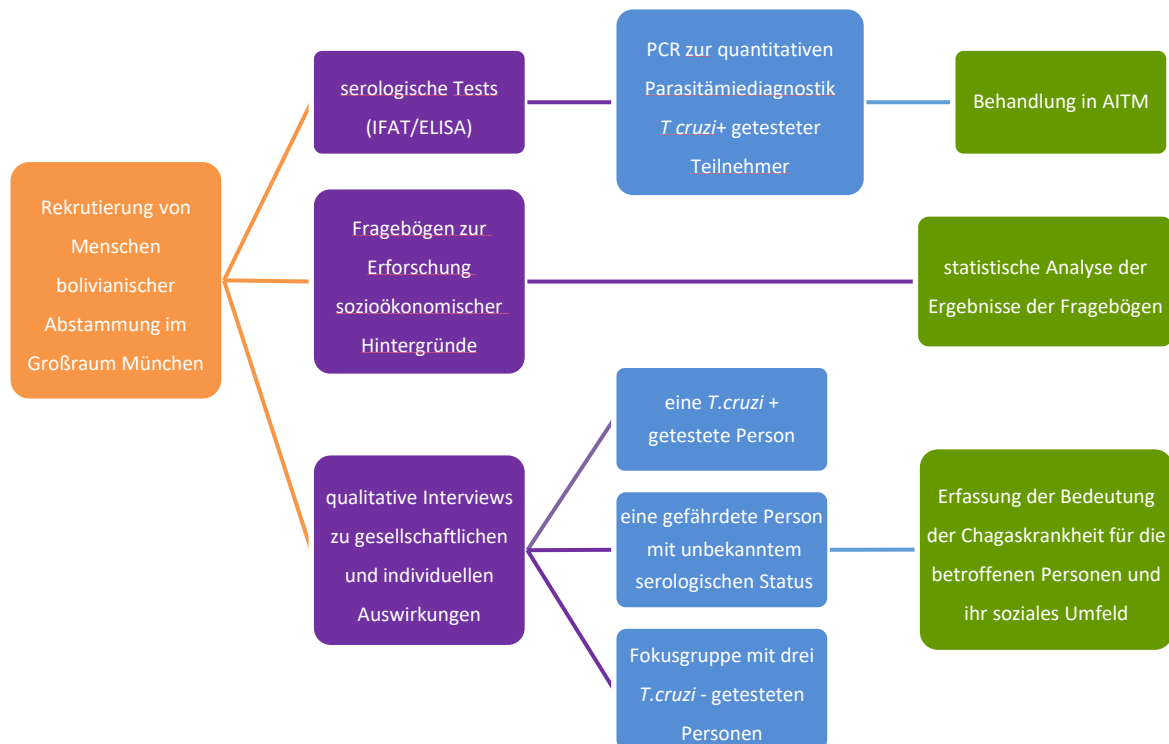 Rekrutierung von
Menschen
bolivianischer
Abstammung im
Großraum München
serologische Tests
(IFAT/ELISA)
PCR zur quantitativen
Parasitämiediagnostik
T cruzi+ getesteter
Teilnehmer
Behandlung in AITM
Fragebögen zur
Erforschung
sozioökonomischer
Hintergründe
statistische Analyse der
Ergebnisse der Fragebögen
qualitative Interviews
zu gesellschaftlichen
und individuellen
Auswirkungen
eine T.cruzi +
getestete Person
eine gefährdete Person
mit unbekanntem
serologischen Status
Fokusgruppe mit drei
T.cruzi - getesteten
Personen
Erfassung der Bedeutung
der Chagaskrankheit für die
betroffenen Personen und
ihr soziales Umfeld